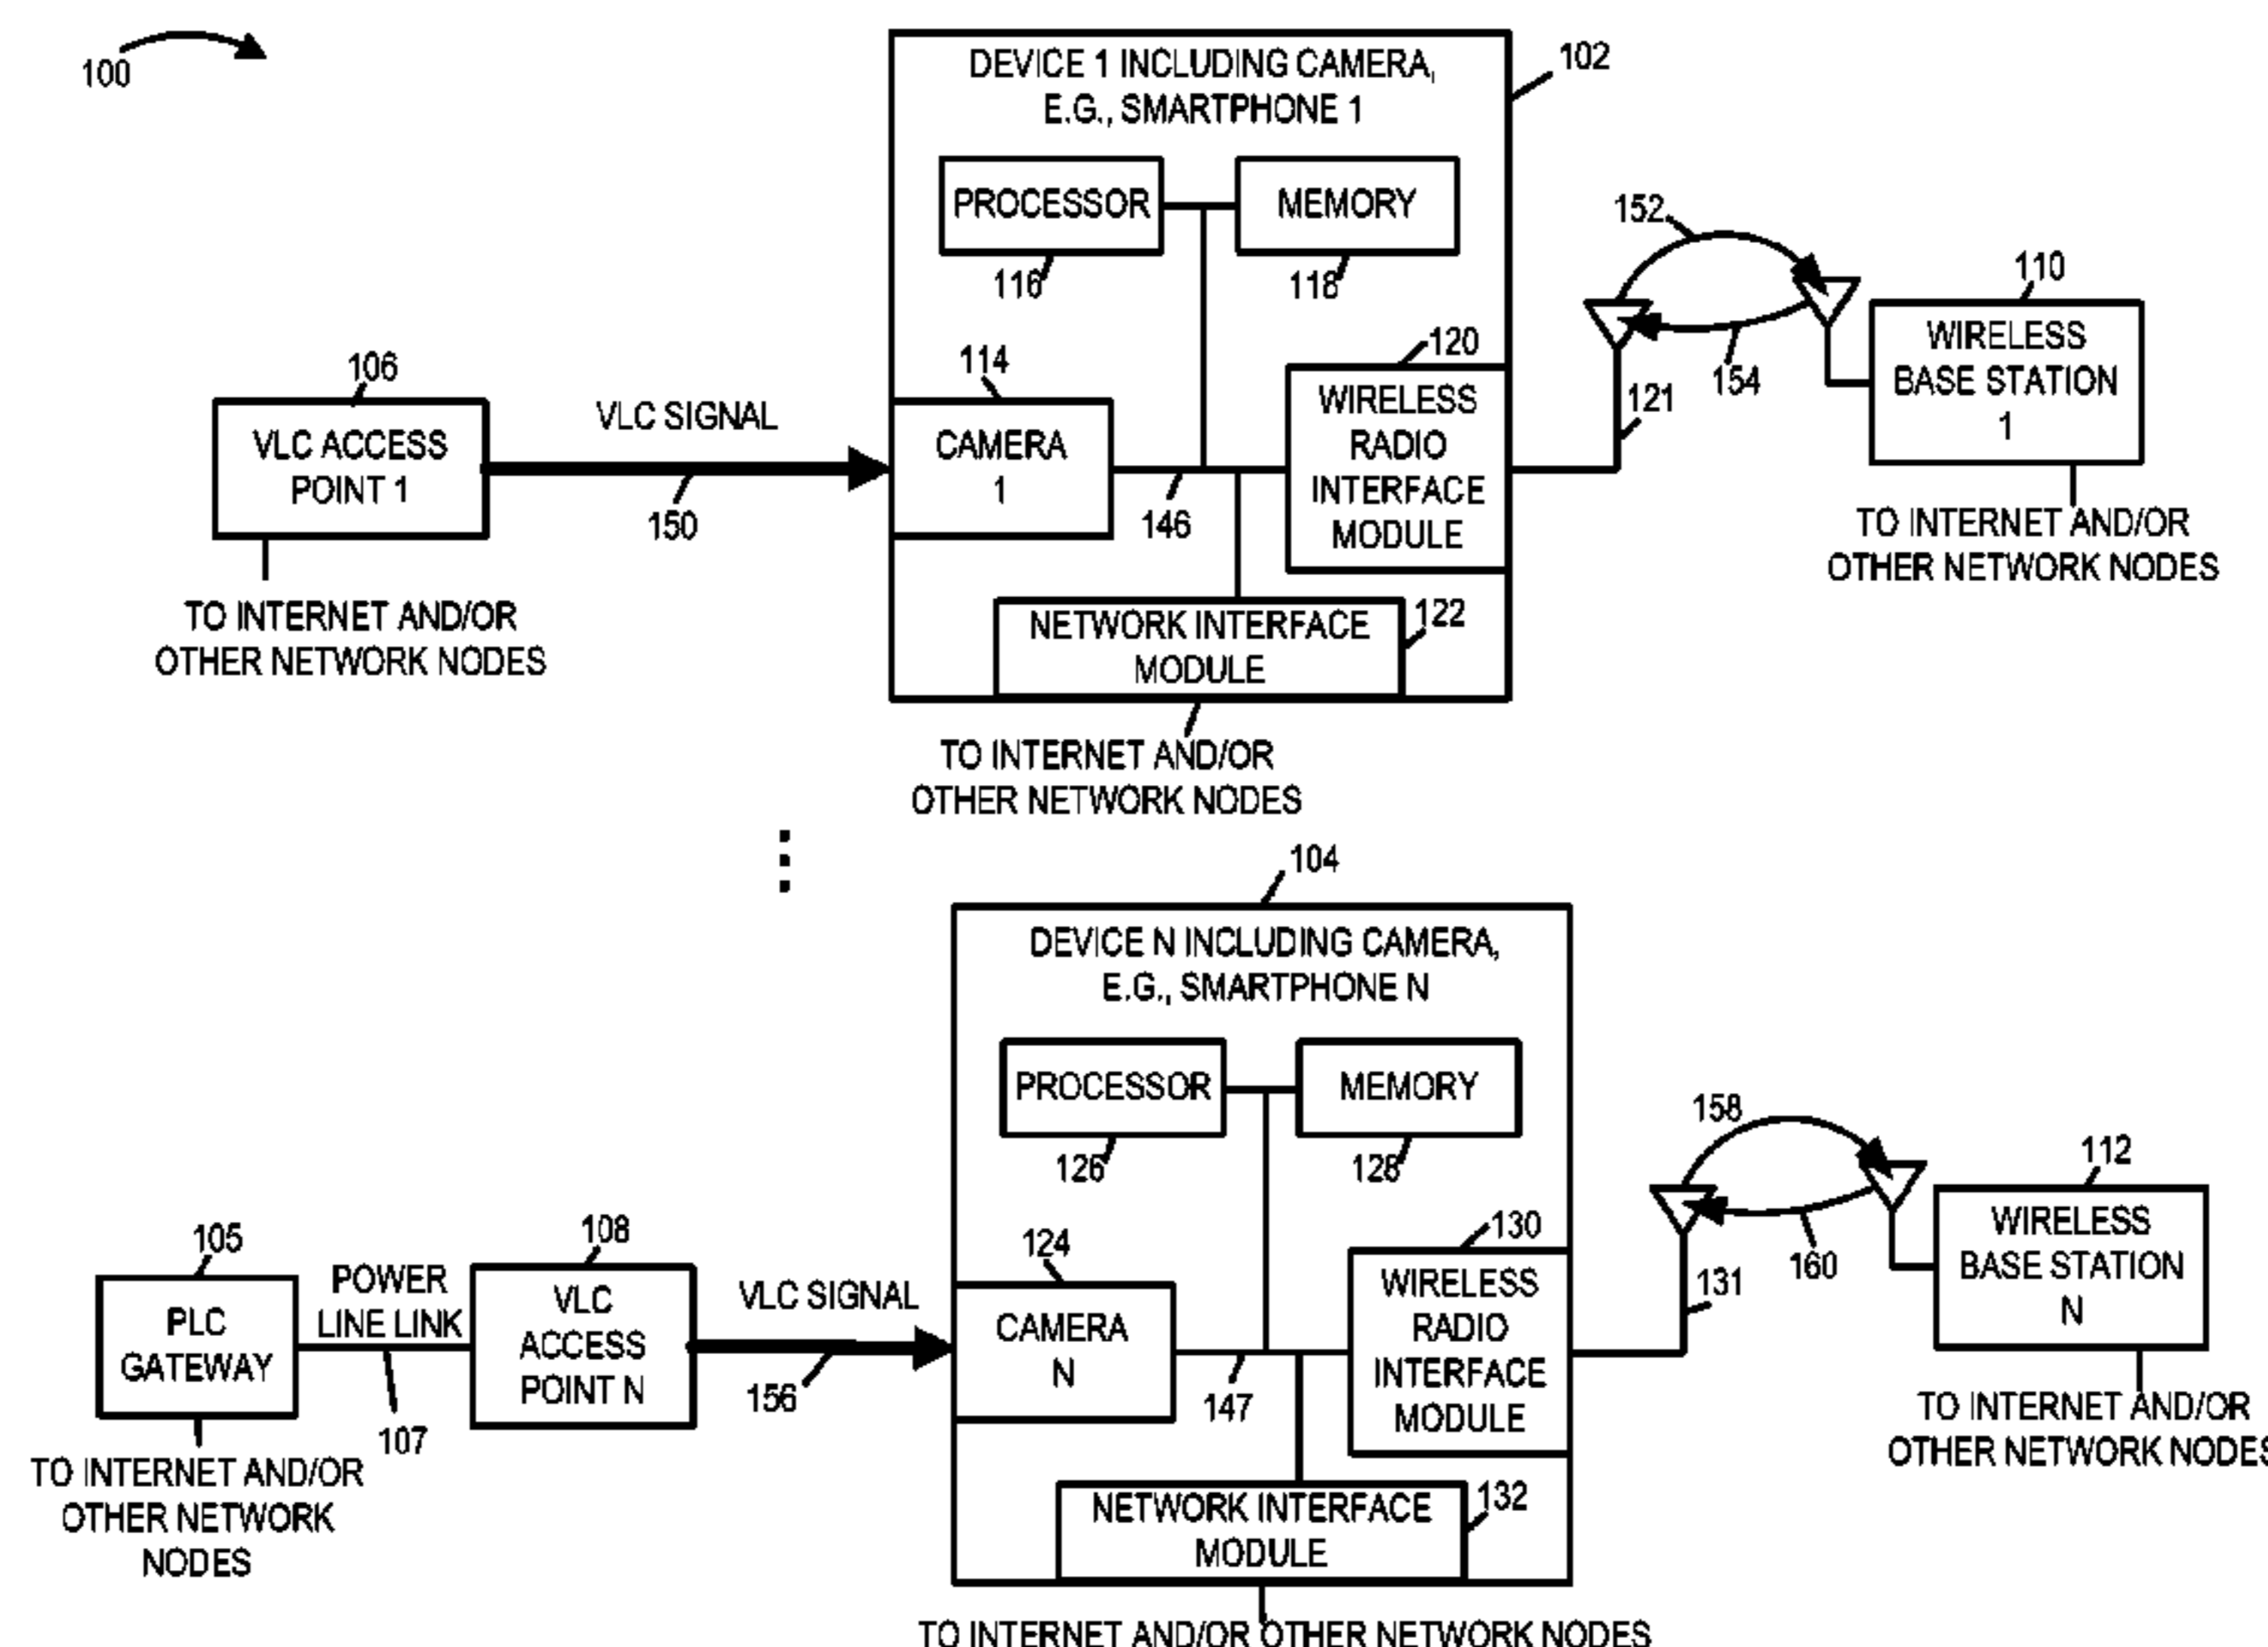 100
DEVICE 1 INCLUDING CAMERA,
E.G., SMARTPHONE 1
102
PROCESSOR
MEMORY
116
118
152
110
WIRELESS
BASE STATION
1
154
121
TO INTERNET AND/OR
OTHER NETWORK NODES
106
VLC ACCESS
POINT 1
VLC SIGNAL
150
114
CAMERA
1
146
120
WIRELESS
RADIO
INTERFACE
MODULE
TO INTERNET AND/OR
OTHER NETWORK NODES
NETWORK INTERFACE
MODULE
122
TO INTERNET AND/OR
OTHER NETWORK NODES
104
DEVICE N INCLUDING CAMERA,
E.G., SMARTPHONE N
PROCESSOR
MEMORY
126
128
158
112
WIRELESS
BASE STATION
N
160
131
TO INTERNET AND/OR
OTHER NETWORK NODES
105
PLC
GATEWAY
POWER
LINE LINK
107
108
VLC
ACCESS
POINT N
VLC SIGNAL
156
124
CAMERA
N
147
130
WIRELESS
RADIO
INTERFACE
MODULE
TO INTERNET AND/OR
OTHER NETWORK
NODES
NETWORK INTERFACE
MODULE
132
TO INTERNET AND/OR OTHER NETWORK NODES